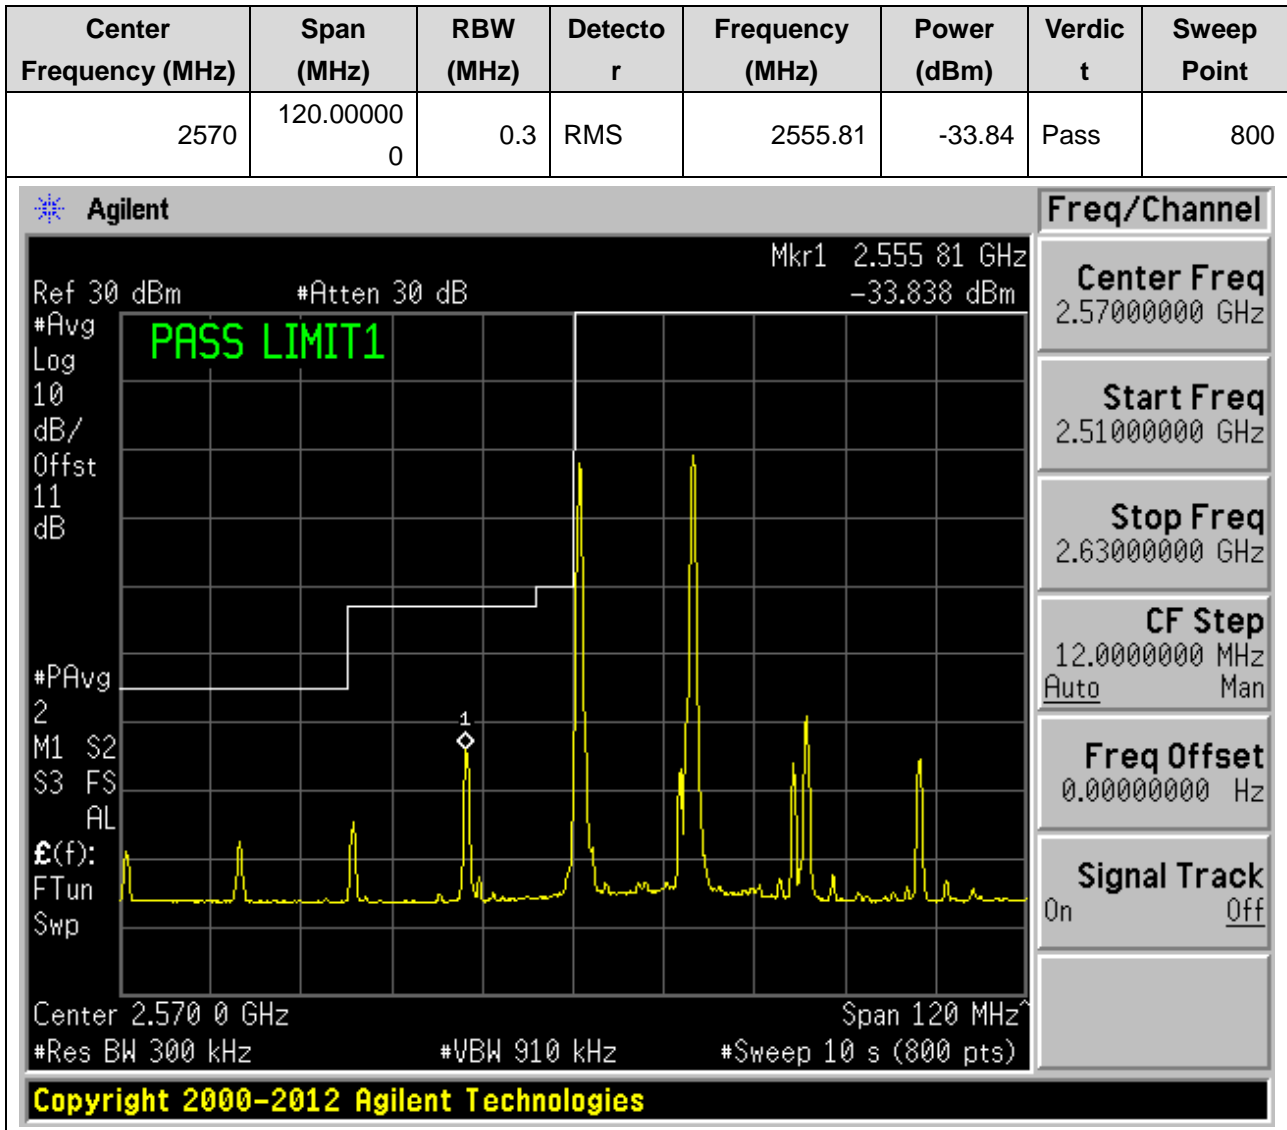 Center Frequency (MHz) Span (MHz) RBW (MHz) Detector Frequency (MHz) Power (dBm) Verdict Sweep Point
2570 120.000000 0.3 RMS 2555.81 -33.84 Pass 800
Agilent
Freq/Channel
Mkr1 2.555 81 GHz
Ref 30 dBm #Atten 30 dB -33.838 dBm
#Avg
Log
10
dB/
Offst
11
dB
PASS LIMIT1
#PAvg
2
M1 S2
S3 FS
AL
£(f):
FTun
Swp
1
Center 2.570 0 GHz Span 120 MHz^
#Res BW 300 kHz #VBW 910 kHz #Sweep 10 s (800 pts)
Center Freq
2.57000000 GHz
Start Freq
2.51000000 GHz
Stop Freq
2.63000000 GHz
CF Step
12.0000000 MHz
Auto Man
Freq Offset
0.00000000 Hz
Signal Track
On Off
Copyright 2000-2012 Agilent Technologies